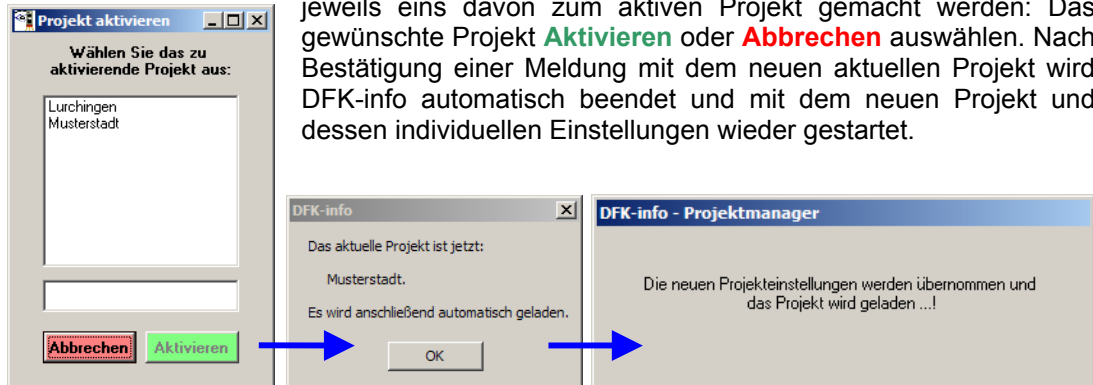 Projekt aktivieren
Wählen Sie das zu
aktivierende Projekt aus:
Lurchingen
Musterstadt
Abbrechen
Aktivieren
jeweils eins davon zum aktiven Projekt gemacht werden: Das
gewünschte Projekt Aktivieren oder Abbrechen auswählen. Nach
Bestätigung einer Meldung mit dem neuen aktuellen Projekt wird
DFK-info automatisch beendet und mit dem neuen Projekt und
dessen individuellen Einstellungen wieder gestartet.
DFK-info
Das aktuelle Projekt ist jetzt:
Musterstadt.
Es wird anschließend automatisch geladen.
OK
DFK-info - Projektmanager
Die neuen Projekteinstellungen werden übernommen und
das Projekt wird geladen ...!